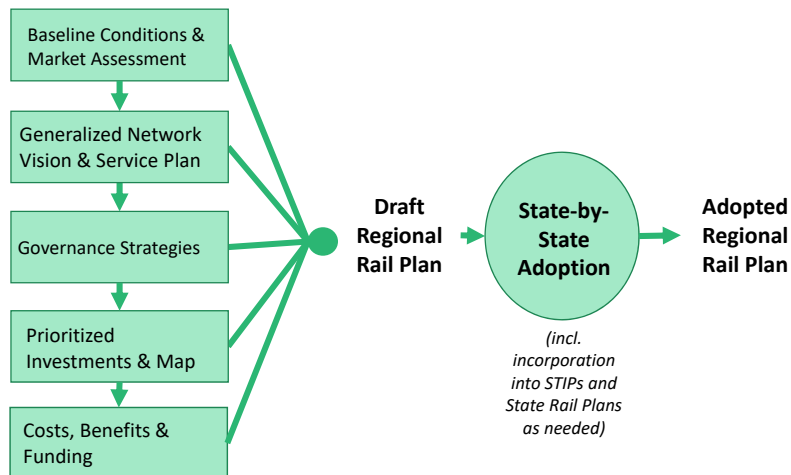 Baseline Conditions &
Market Assessment
Generalized Network
Vision & Service Plan
Governance Strategies
Prioritized
Investments & Map
Costs, Benefits &
Funding
Draft
Regional
Rail Plan
State-by-
State
Adoption
(incl.
incorporation
into STIPs and
State Rail Plans
as needed)
Adopted
Regional
Rail Plan